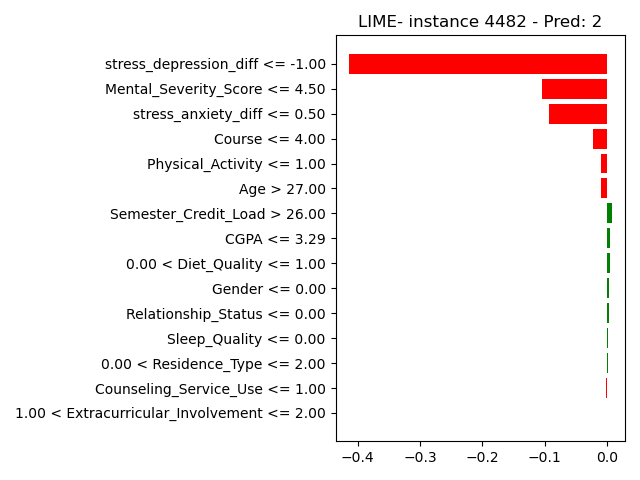 LIME- instance 4482 - Pred: 2
stress_depression_diff <= -1.00
Mental_Severity_Score <= 4.50
stress_anxiety_diff <= 0.50
Course <= 4.00
Physical_Activity <= 1.00
Age > 27.00
Semester_Credit_Load > 26.00
CGPA <= 3.29
0.00 < Diet_Quality <= 1.00
Gender <= 0.00
Relationship_Status <= 0.00
Sleep_Quality <= 0.00
0.00 < Residence_Type <= 2.00
Counseling_Service_Use <= 1.00
1.00 < Extracurricular_Involvement <= 2.00
−0.4 −0.3 −0.2 −0.1 0.0